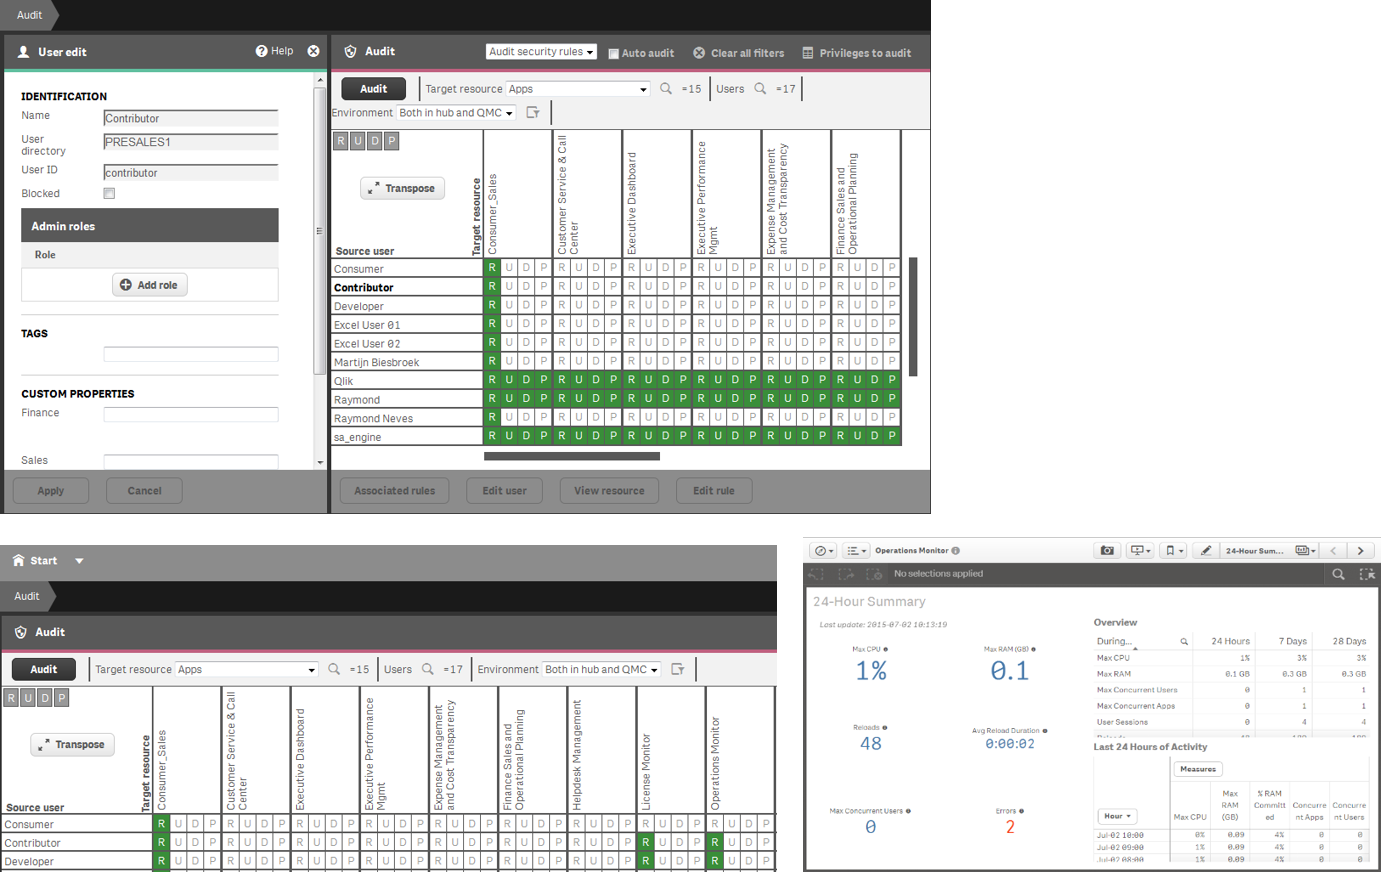 Audit
User edit
Help
IDENTIFICATION
Name Contributor
User directory PRESALES1
User ID contributor
Blocked
Admin roles
Role
Add role
TAGS
CUSTOM PROPERTIES
Finance
Sales
Apply Cancel
Audit Audit security rules Auto audit Clear all filters Privileges to audit
Audit Target resource Apps =15 Users =17
Environment Both in hub and QMC
R U D P
Transpose
Source user
Target resource
Consumer_Sales
Customer Service & Call
Center
Executive Dashboard
Executive Performance
Mgmt
Expense Management
and Cost Transparency
Finance Sales and
Operational Planning
Consumer R U D P R U D P R U D P R U D P R U D P R U D P
Contributor R U D P R U D P R U D P R U D P R U D P R U D P
Developer R U D P R U D P R U D P R U D P R U D P R U D P
Excel User 01 R U D P R U D P R U D P R U D P R U D P R U D P
Excel User 02 R U D P R U D P R U D P R U D P R U D P R U D P
Martijn Biesbroek R U D P R U D P R U D P R U D P R U D P R U D P
Qlik R U D P R U D P R U D P R U D P R U D P R U D P
Raymond R U D P R U D P R U D P R U D P R U D P R U D P
Raymond Neves R U D P R U D P R U D P R U D P R U D P R U D P
sa_engine R U D P R U D P R U D P R U D P R U D P R U D P
Associated rules Edit user View resource Edit rule
Start
Audit
Audit
Audit Target resource Apps =15 Users =17 Environment Both in hub and QMC
R U D P
Transpose
Source user
Target resource
Consumer_Sales
Customer Service & Call
Center
Executive Dashboard
Executive Performance
Mgmt
Expense Management
and Cost Transparency
Finance Sales and
Operational Planning
Helpdesk Management
License Monitor
Operations Monitor
Consumer R U D P R U D P R U D P R U D P R U D P R U D P R U D P R U D P R U D P
Contributor R U D P R U D P R U D P R U D P R U D P R U D P R U D P R U D P R U D P
Developer R U D P R U D P R U D P R U D P R U D P R U D P R U D P R U D P R U D P
Operations Monitor 24-Hour Sum...
No selections applied
24-Hour Summary
Last update: 2015-07-02 10:13:19
Max CPU
1%
Max RAM (GB)
0.1
Reloads
48
Avg Reload Duration
0:00:02
Max Concurrent Users
0
Errors
2
Overview
During... 24 Hours 7 Days 28 Days
Max CPU 1% 3% 3%
Max RAM 0.1 GB 0.3 GB 0.3 GB
Max Concurrent Users 0 1 1
Max Concurrent Apps 0 1 1
User Sessions 0 4 4
Last 24 Hours of Activity
Measures
Hour
Max CPU
Max
RAM
(GB)
% RAM
Committ
ed
Concurre
nt Apps
Concurre
nt Users
Jul-02 10:00 0% 0.09 4% 0 0
Jul-02 09:00 1% 0.09 4% 0 0
Jul-02 08:00 1% 0.09 4% 0 0